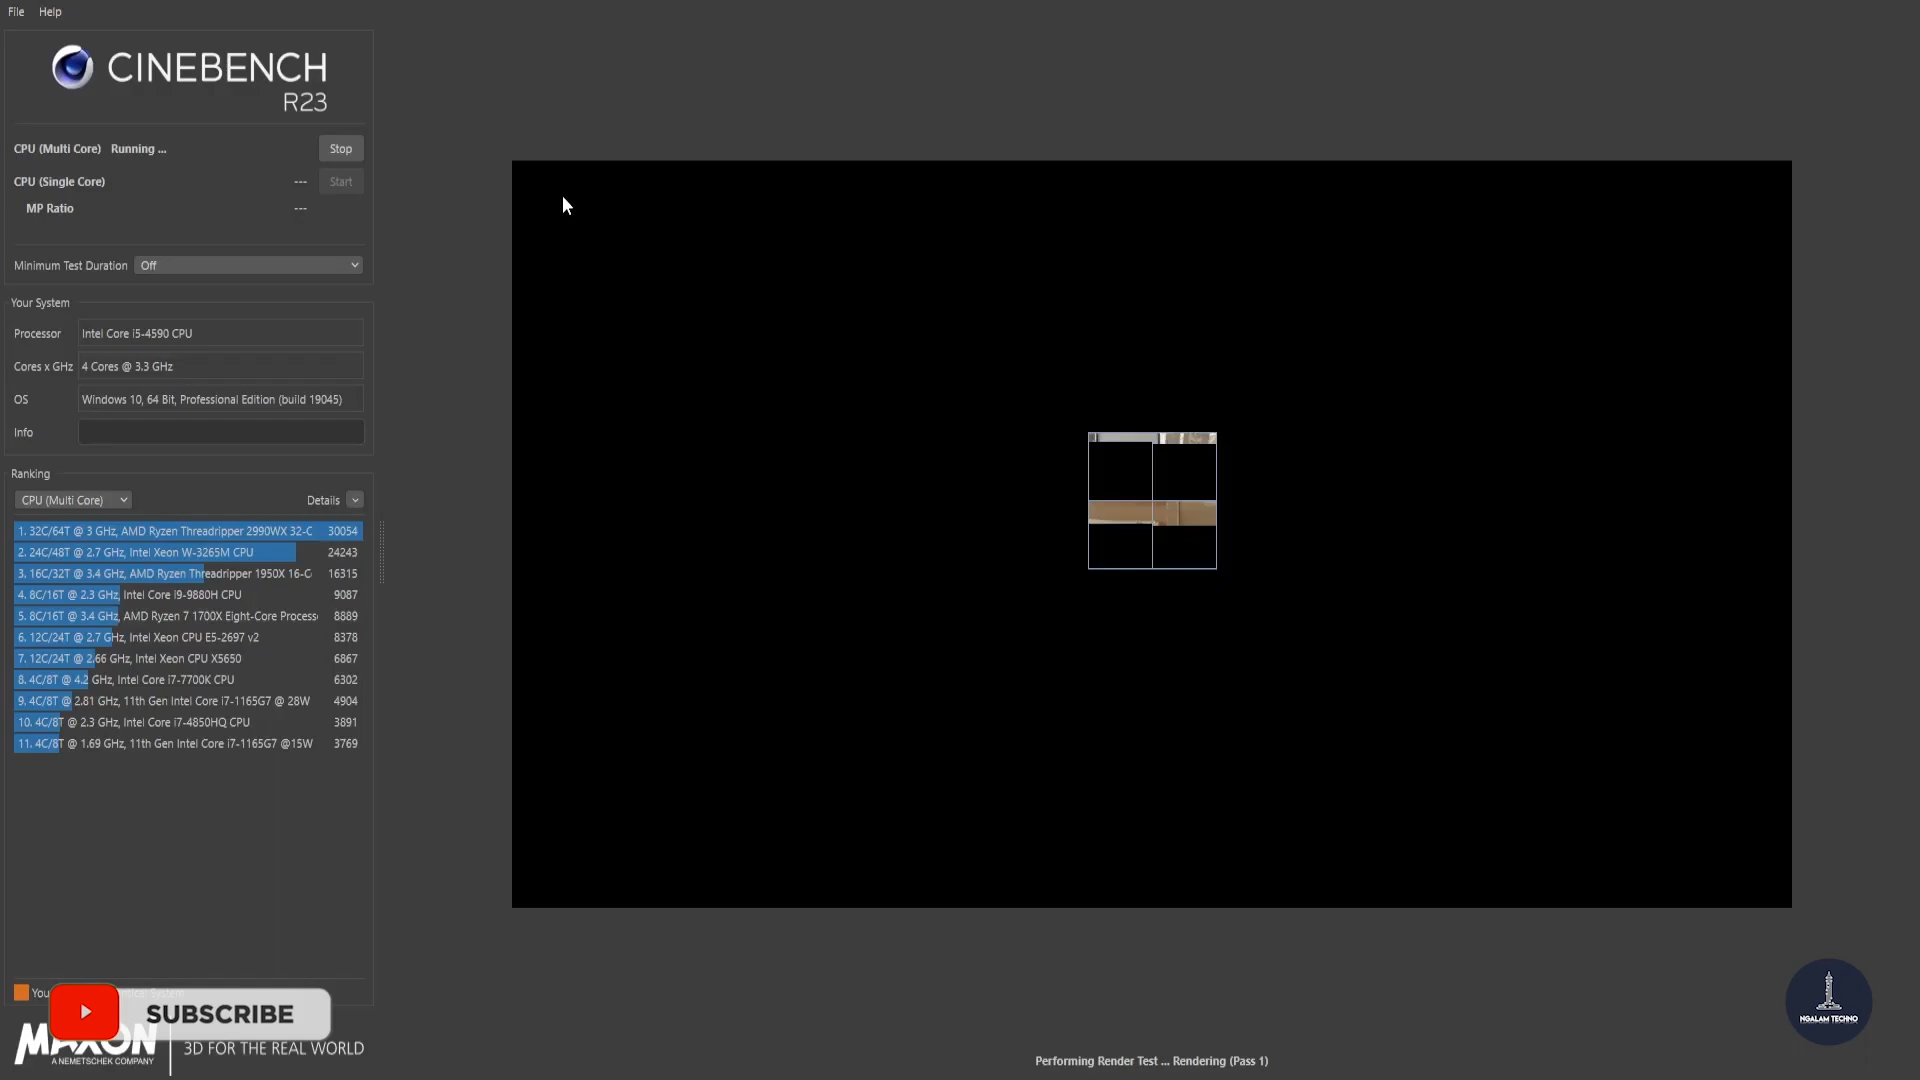 File Help
CINEBENCH
R23
CPU (Multi Core) Running ... Stop
CPU (Single Core) --- Start
MP Ratio ---
Minimum Test Duration Off
Your System
Processor Intel Core i5-4590 CPU
Cores x GHz 4 Cores @ 3.3 GHz
OS Windows 10, 64 Bit, Professional Edition (build 19045)
Info
Ranking
CPU (Multi Core) Details
1. 32C/64T @ 3 GHz, AMD Ryzen Threadripper 2990WX 32-C 30054
2. 24C/48T @ 2.7 GHz, Intel Xeon W-3265M CPU 24243
3. 16C/32T @ 3.4 GHz, AMD Ryzen Threadripper 1950X 16-C 16315
4. 8C/16T @ 2.3 GHz, Intel Core i9-9880H CPU 9087
5. 8C/16T @ 3.4 GHz, AMD Ryzen 7 1700X Eight-Core Process 8889
6. 12C/24T @ 2.7 GHz, Intel Xeon CPU E5-2697 v2 8378
7. 12C/24T @ 2.66 GHz, Intel Xeon CPU X5650 6867
8. 4C/8T @ 4.2 GHz, Intel Core i7-7700K CPU 6302
9. 4C/8T @ 2.81 GHz, 11th Gen Intel Core i7-1165G7 @ 28W 4904
10. 4C/8T @ 2.3 GHz, Intel Core i7-4850HQ CPU 3891
11. 4C/8T @ 1.69 GHz, 11th Gen Intel Core i7-1165G7 @15W 3769
You
SUBSCRIBE
MAXON
A NEMETSCHEK COMPANY
3D FOR THE REAL WORLD
Performing Render Test ... Rendering (Pass 1)
NGALAM TECHNO